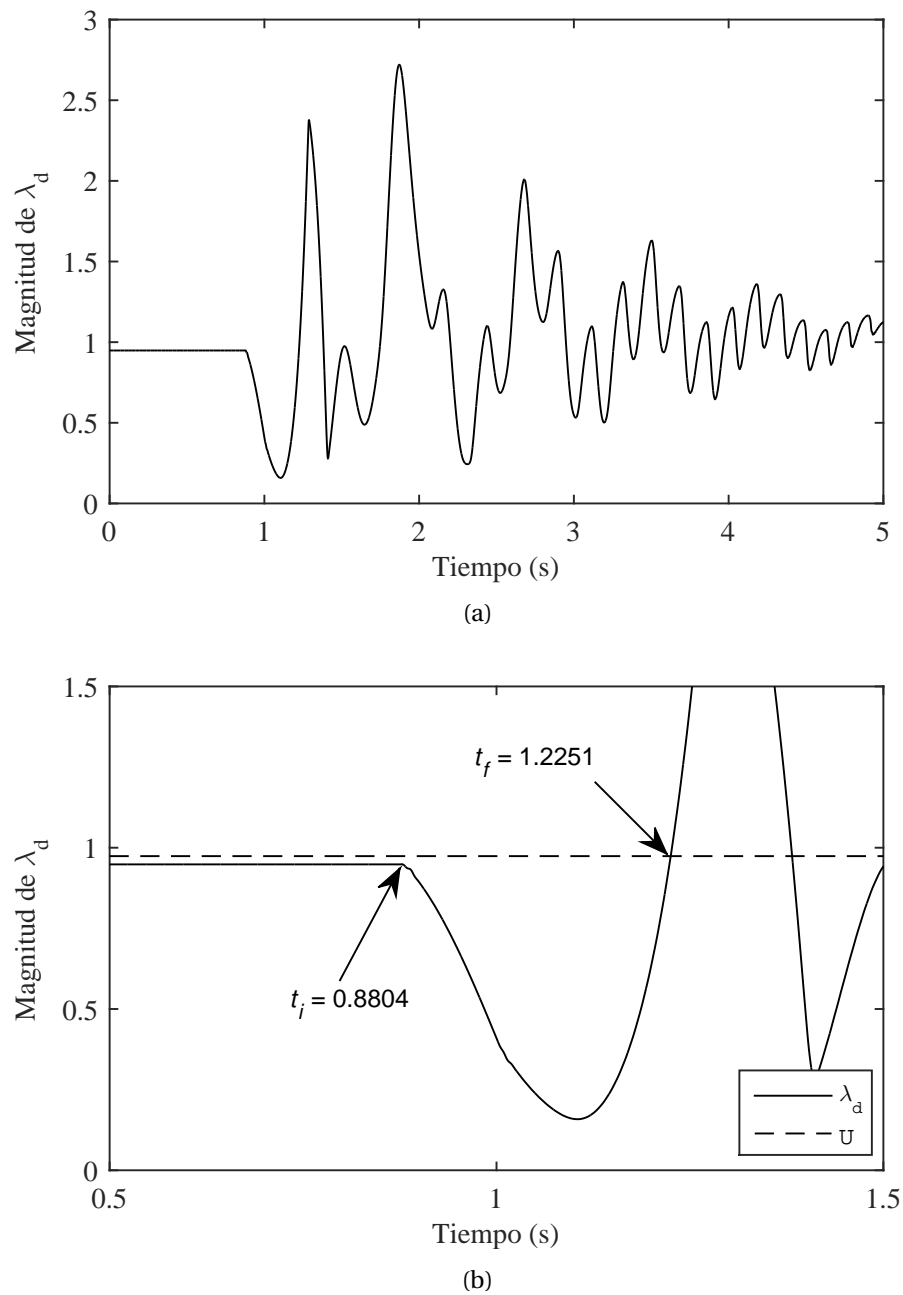 3
2.5
2
1.5
1
0.5
0
Magnitud de λd
0 1 2 3 4 5
Tiempo (s)
(a)
1.5
1
0.5
0
Magnitud de λd
tf = 1.2251
ti = 0.8804
λd
U
0.5 1 1.5
Tiempo (s)
(b)